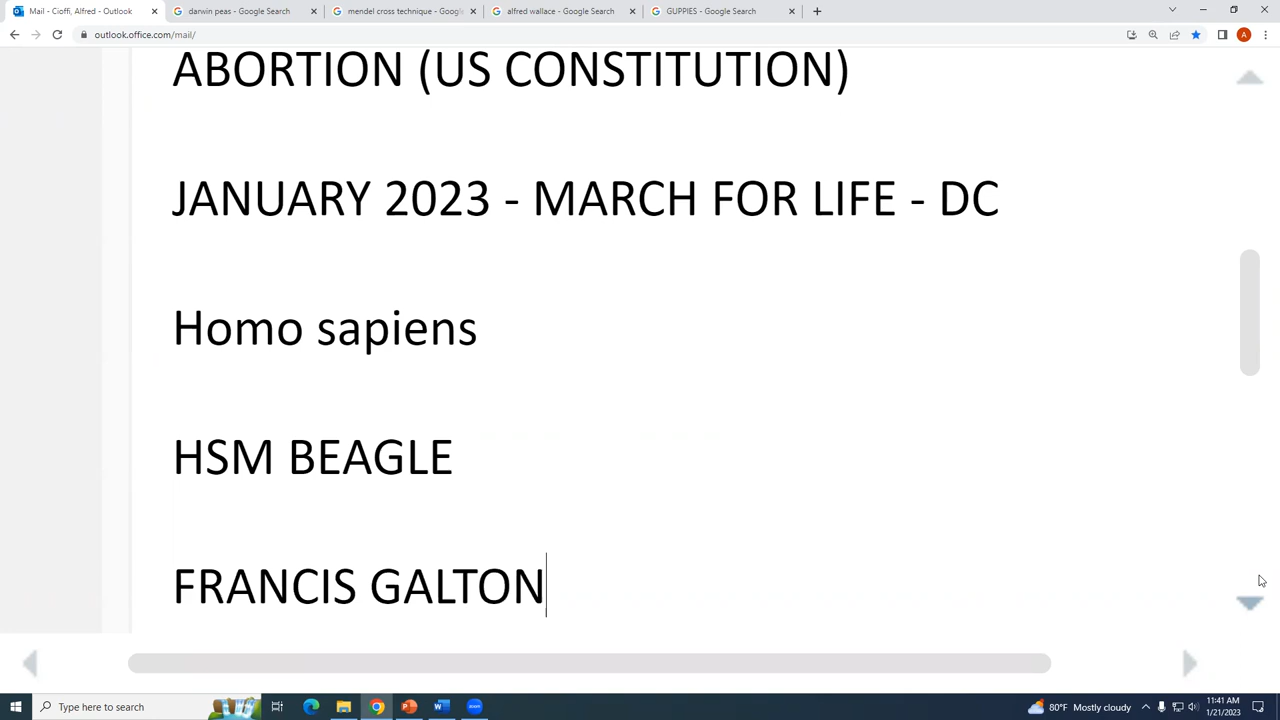 Mail - Cioffi, Alfred - Outlook
darwin peas - Google Search
mendel cross technique - Googl
alfred wallace - Google Search
GUPPIES - Google Search
outlook.office.com/mail/
A
ABORTION (US CONSTITUTION)
JANUARY 2023 - MARCH FOR LIFE - DC
Homo sapiens
HSM BEAGLE
FRANCIS GALTON
Type here to search
80°F Mostly cloudy
11:41 AM
1/21/2023